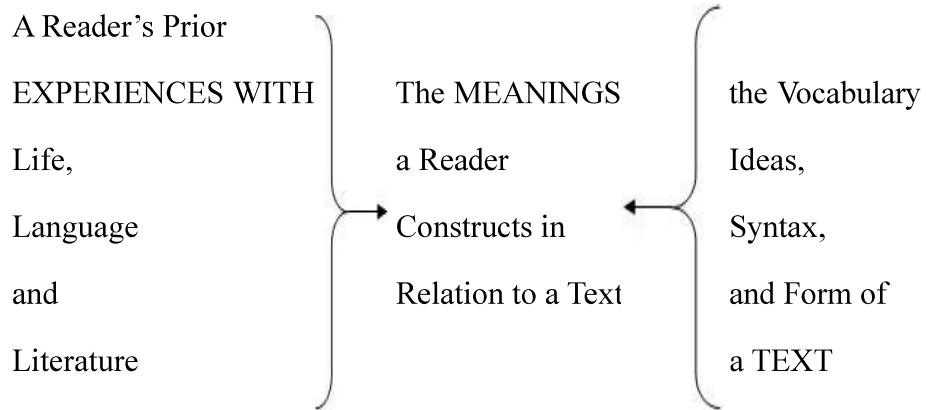 A Reader’s Prior
EXPERIENCES WITH
Life,
Language
and
Literature
The MEANINGS
a Reader
Constructs in
Relation to a Text
the Vocabulary
Ideas,
Syntax,
and Form of
a TEXT